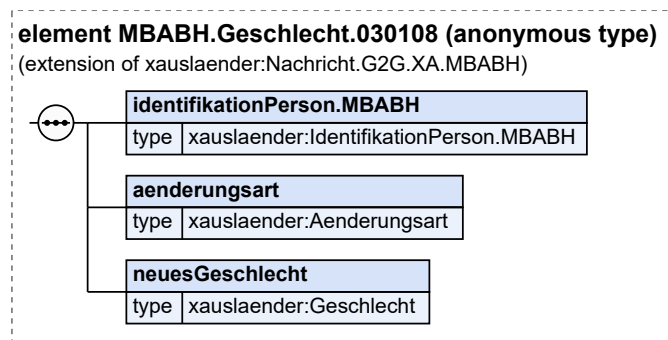 element MBABH.Geschlecht.030108 (anonymous type)
(extension of xauslaender:Nachricht.G2G.XA.MBABH)
identifikationPerson.MBABH
type xauslaender:IdentifikationPerson.MBABH
aenderungsart
type xauslaender:Aenderungsart
neuesGeschlecht
type xauslaender:Geschlecht